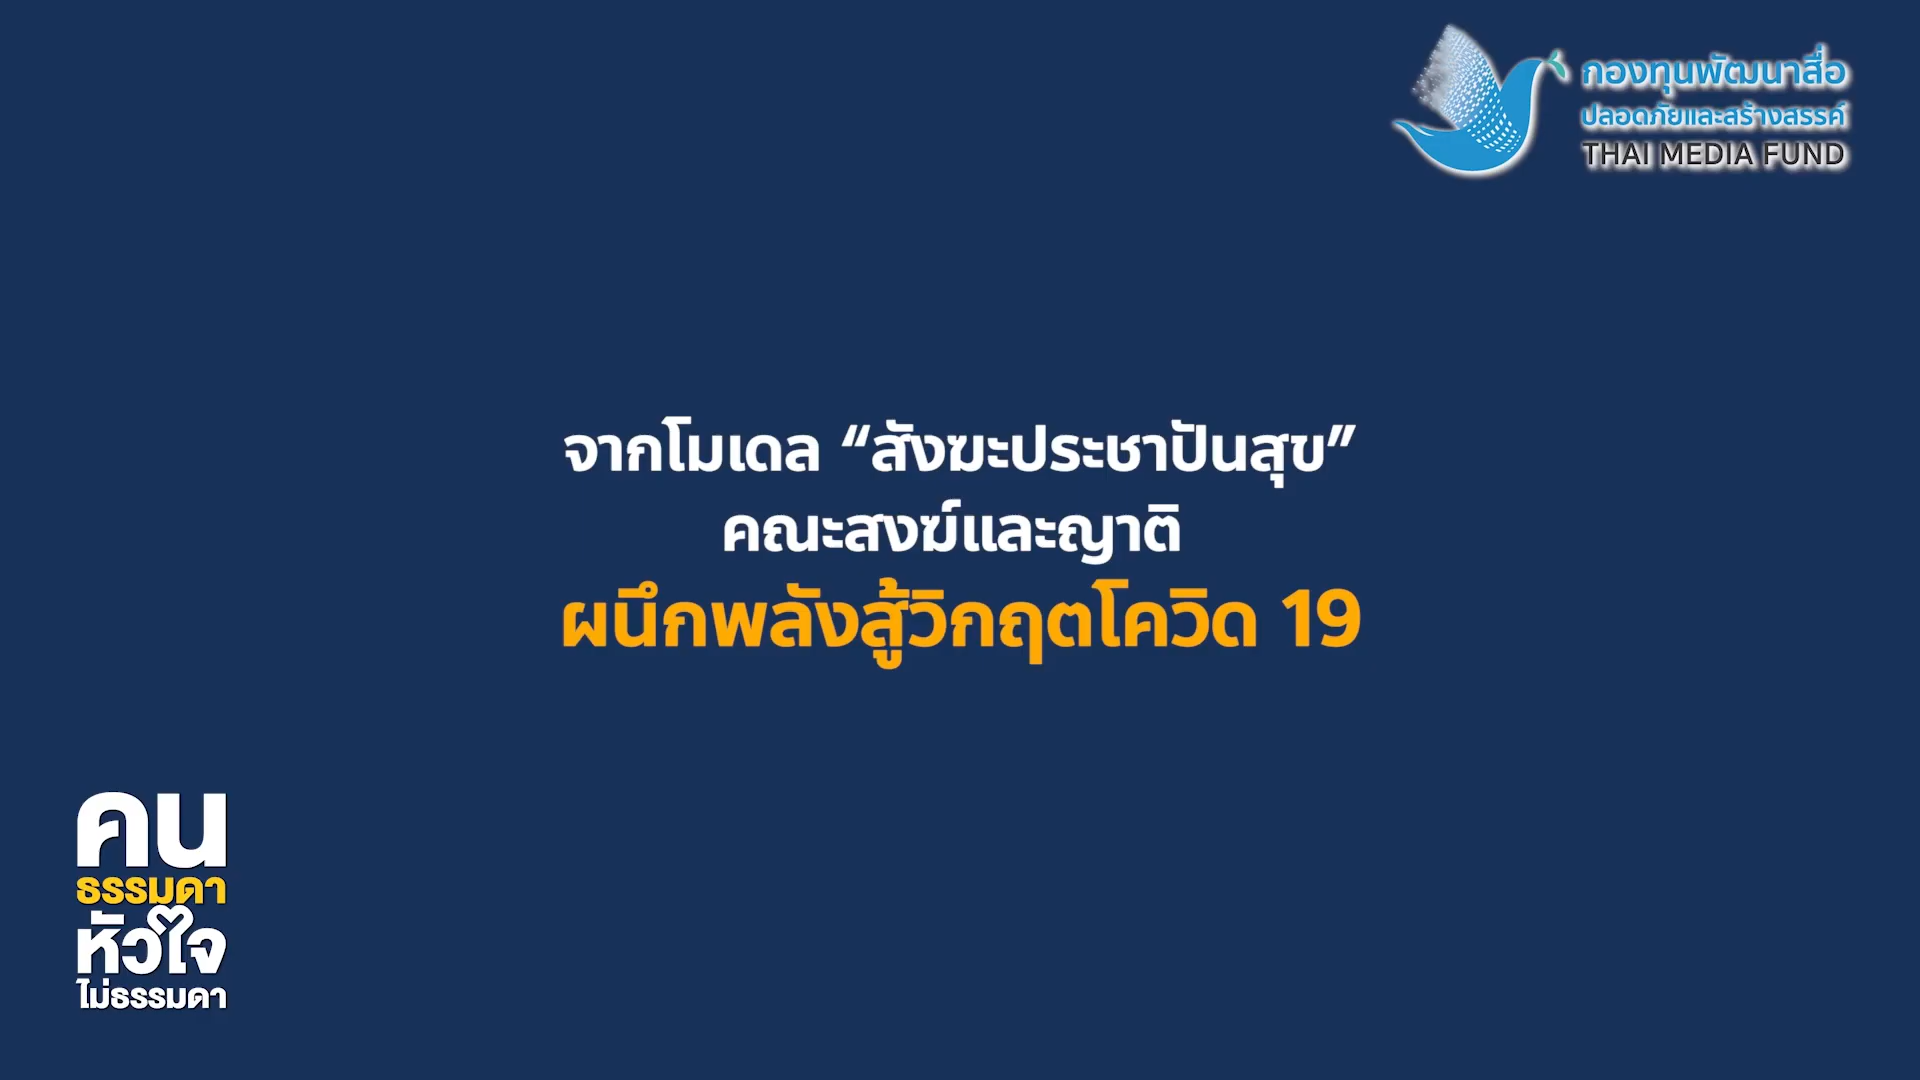 กองทุนพัฒนาสื่อ
ปลอดภัยและสร้างสรรค์
THAI MEDIA FUND
จากโมเดล “สังฆะประชาปันสุข”
คณะสงฆ์และญาติ
ผนึกพลังสู้วิกฤตโควิด 19
คน
ธรรมดา
หัวใจ
ไม่ธรรมดา